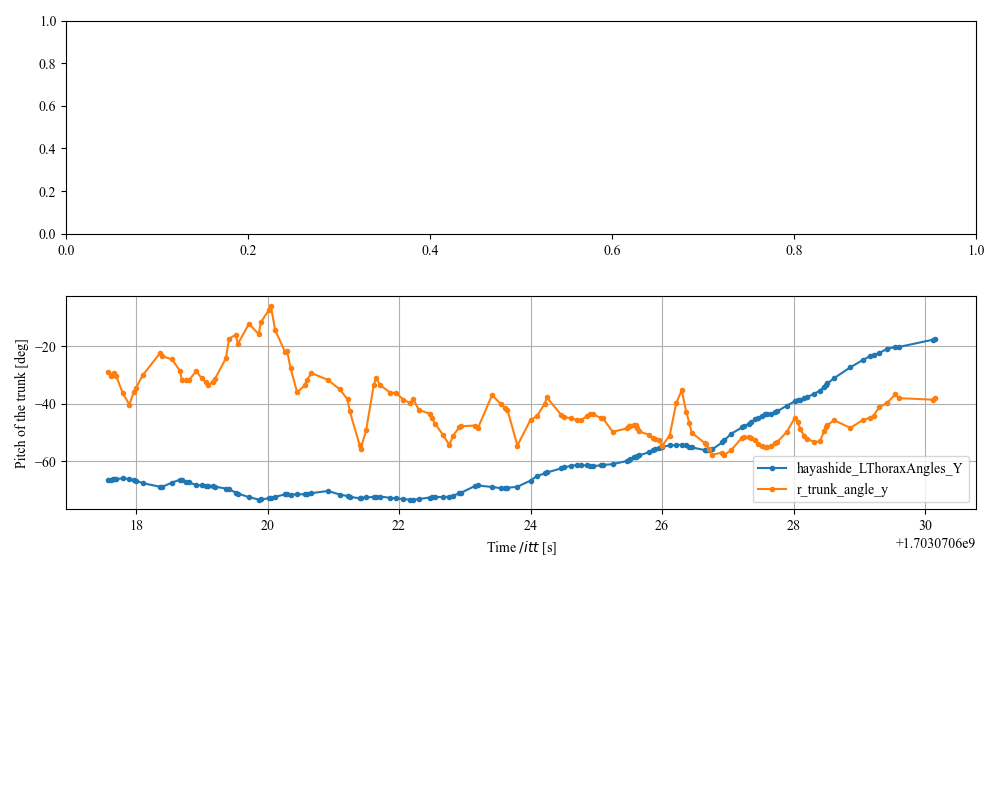 1.0
0.8
0.6
0.4
0.2
0.0
0.0 0.2 0.4 0.6 0.8 1.0
Pitch of the trunk [deg]
−20
−40
−60
hayashide_LThoraxAngles_Y
r_trunk_angle_y
18 20 22 24 26 28 30
Time /itt [s]
+1.7030706e9